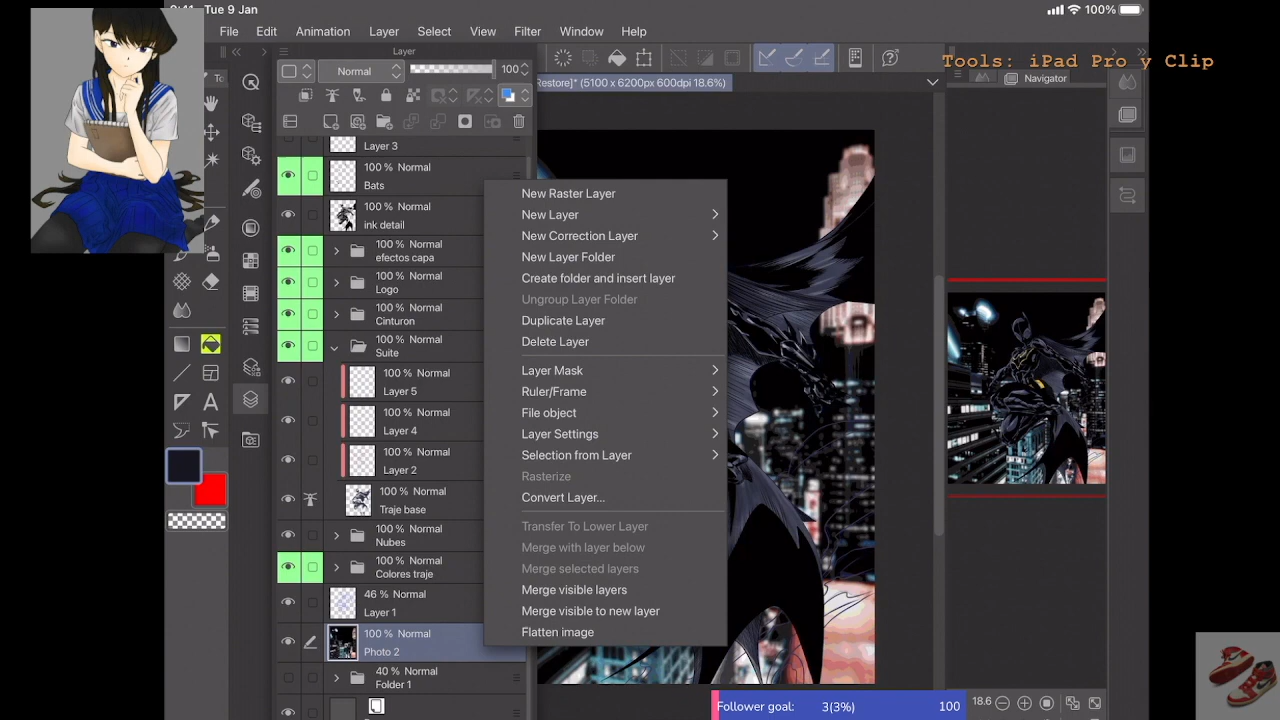 Tue 9 Jan
100%
File Edit Animation Layer Select View Filter Window Help
Layer
Normal 100
Restore]* (5100 x 6200px 600dpi 18.6%)
Tools: iPad Pro y Clip
Navigator
Layer 3
100 % Normal
Bats
100 % Normal
ink detail
100 % Normal
efectos capa
100 % Normal
Logo
100 % Normal
Cinturon
100 % Normal
Suite
100 % Normal
Layer 5
100 % Normal
Layer 4
100 % Normal
Layer 2
100 % Normal
Traje base
100 % Normal
Nubes
100 % Normal
Colores traje
46 % Normal
Layer 1
100 % Normal
Photo 2
40 % Normal
Folder 1
New Raster Layer
New Layer
New Correction Layer
New Layer Folder
Create folder and insert layer
Ungroup Layer Folder
Duplicate Layer
Delete Layer
Layer Mask
Ruler/Frame
File object
Layer Settings
Selection from Layer
Rasterize
Convert Layer...
Transfer To Lower Layer
Merge with layer below
Merge selected layers
Merge visible layers
Merge visible to new layer
Flatten image
Follower goal: 3(3%) 100
18.6